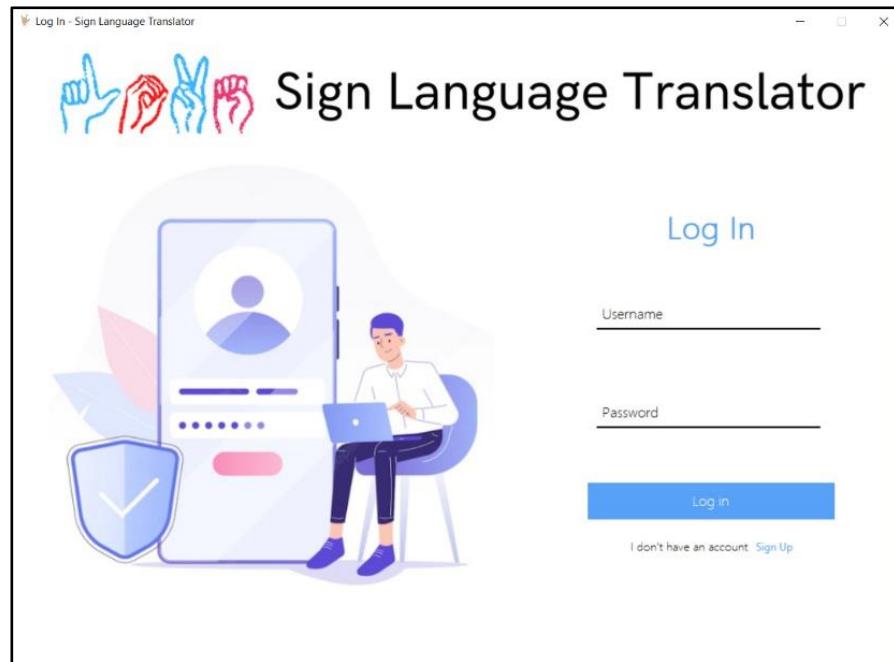 Log In - Sign Language Translator
Sign Language Translator
Log In
Username
Password
Log in
I don't have an account Sign Up